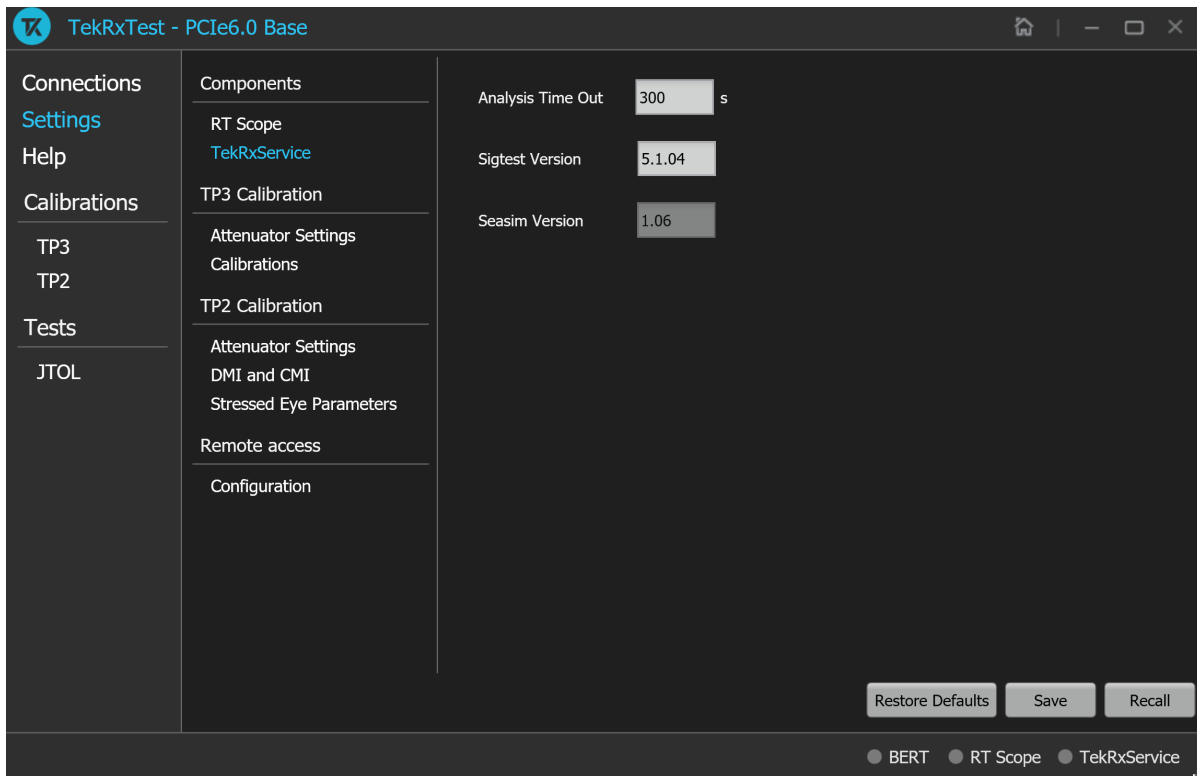 TK TekRxTest - PCIe6.0 Base
Connections
Settings
Help
Calibrations
TP3
TP2
Tests
JTOL
Components
RT Scope
TekRxService
TP3 Calibration
Attenuator Settings
Calibrations
TP2 Calibration
Attenuator Settings
DMI and CMI
Stressed Eye Parameters
Remote access
Configuration
Analysis Time Out 300 s
Sigtest Version 5.1.04
Seasim Version 1.06
Restore Defaults Save Recall
BERT RT Scope TekRxService